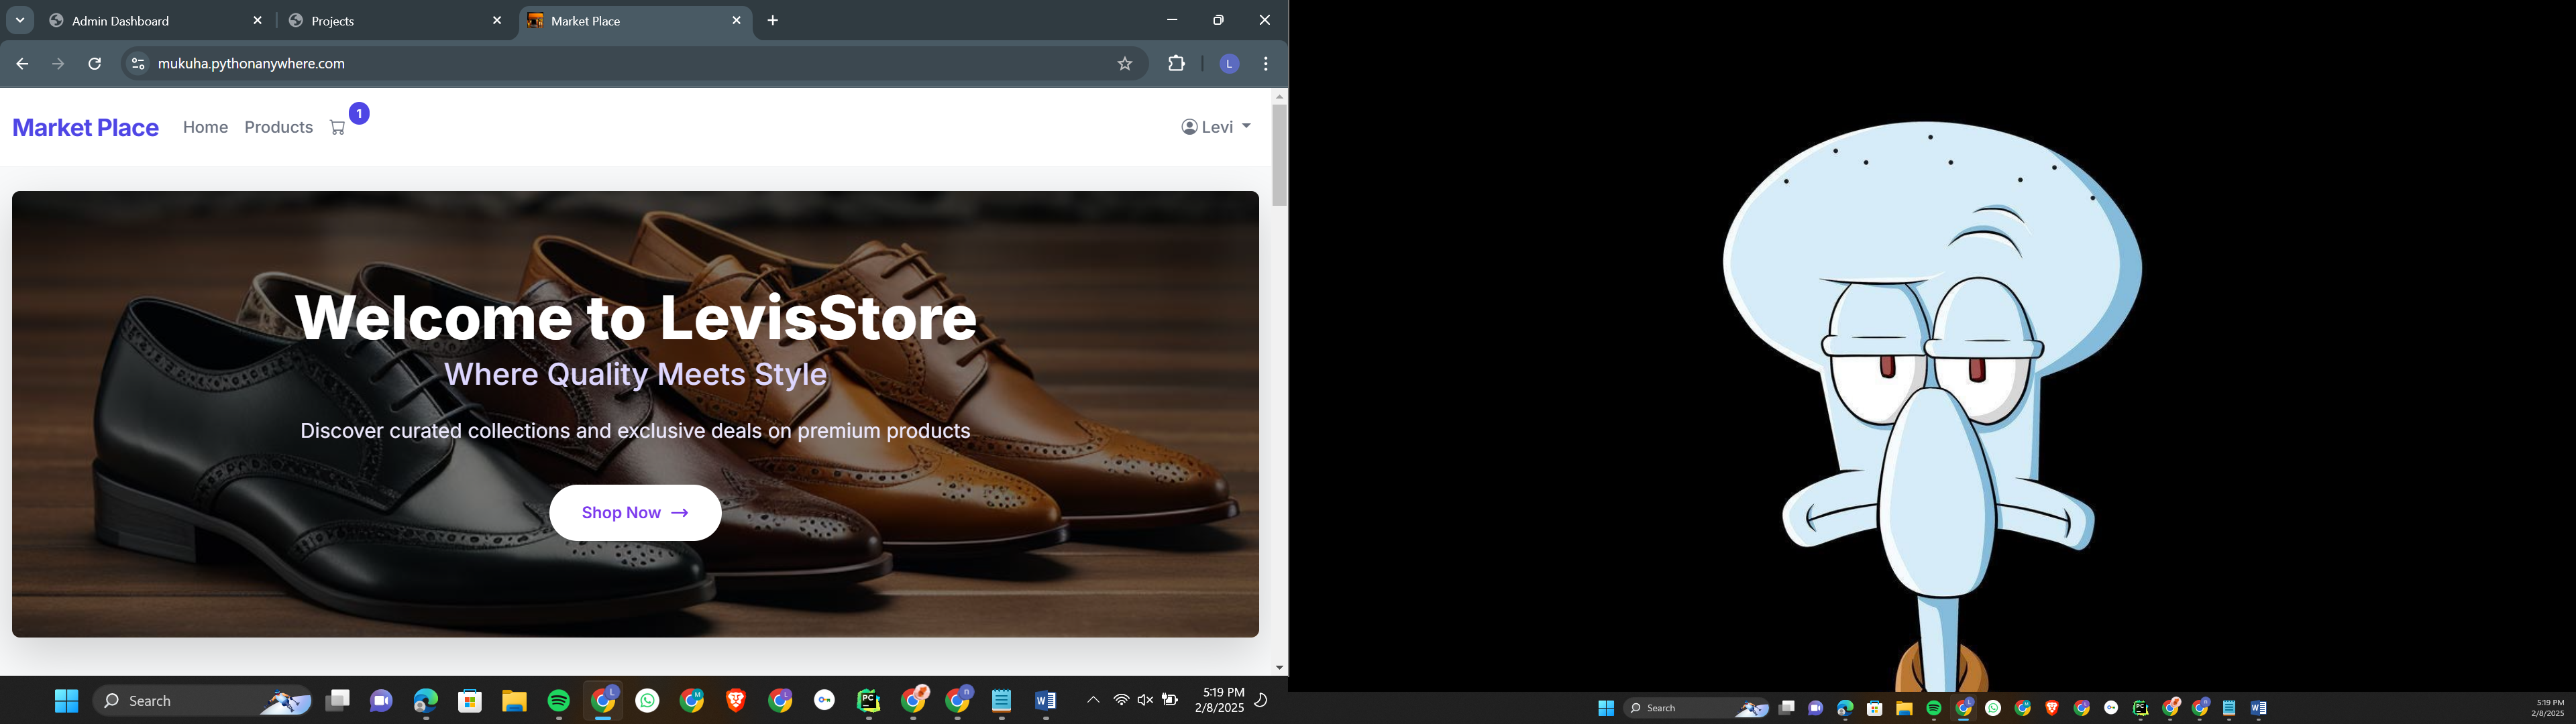 Admin Dashboard
Projects
Market Place
mukuha.pythonanywhere.com
L
Market Place
Home
Products
1
Levi
Welcome to LevisStore
Where Quality Meets Style
Discover curated collections and exclusive deals on premium products
Shop Now
Search
5:19 PM
2/8/2025
Search
5:19 PM
2/8/2025